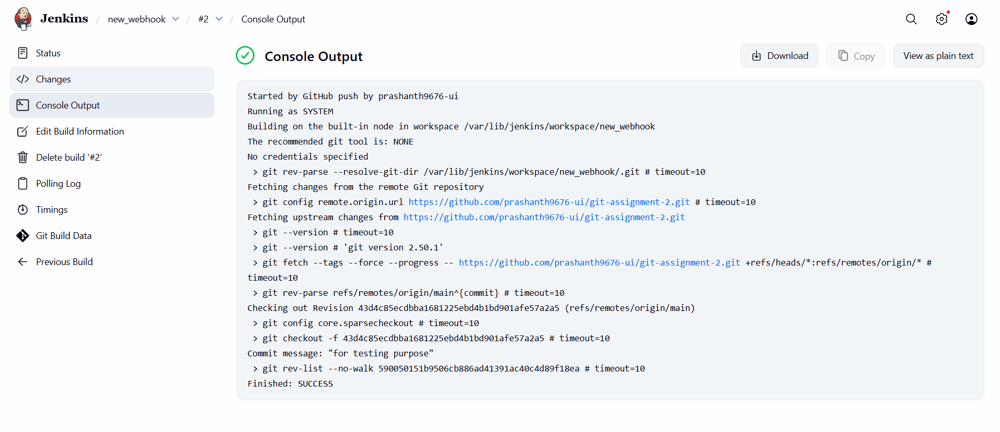 Jenkins / new_webhook / #2 / Console Output
Status
Changes
Console Output
Edit Build Information
Delete build ‘#2’
Polling Log
Timings
Git Build Data
Previous Build
Console Output
Download
Copy
View as plain text
Started by GitHub push by prashanth9676-ui
Running as SYSTEM
Building on the built-in node in workspace /var/lib/jenkins/workspace/new_webhook
The recommended git tool is: NONE
No credentials specified
 > git rev-parse --resolve-git-dir /var/lib/jenkins/workspace/new_webhook/.git # timeout=10
Fetching changes from the remote Git repository
 > git config remote.origin.url https://github.com/prashanth9676-ui/git-assignment-2.git # timeout=10
Fetching upstream changes from https://github.com/prashanth9676-ui/git-assignment-2.git
 > git --version # timeout=10
 > git --version # 'git version 2.50.1'
 > git fetch --tags --force --progress -- https://github.com/prashanth9676-ui/git-assignment-2.git +refs/heads/*:refs/remotes/origin/* #
timeout=10
 > git rev-parse refs/remotes/origin/main^{commit} # timeout=10
Checking out Revision 43d4c85ecdbba1681225ebd4b1bd901afe57a2a5 (refs/remotes/origin/main)
 > git config core.sparsecheckout # timeout=10
 > git checkout -f 43d4c85ecdbba1681225ebd4b1bd901afe57a2a5 # timeout=10
Commit message: "for testing purpose"
 > git rev-list --no-walk 590050151b9506cb886ad41391ac40c4d89f18ea # timeout=10
Finished: SUCCESS